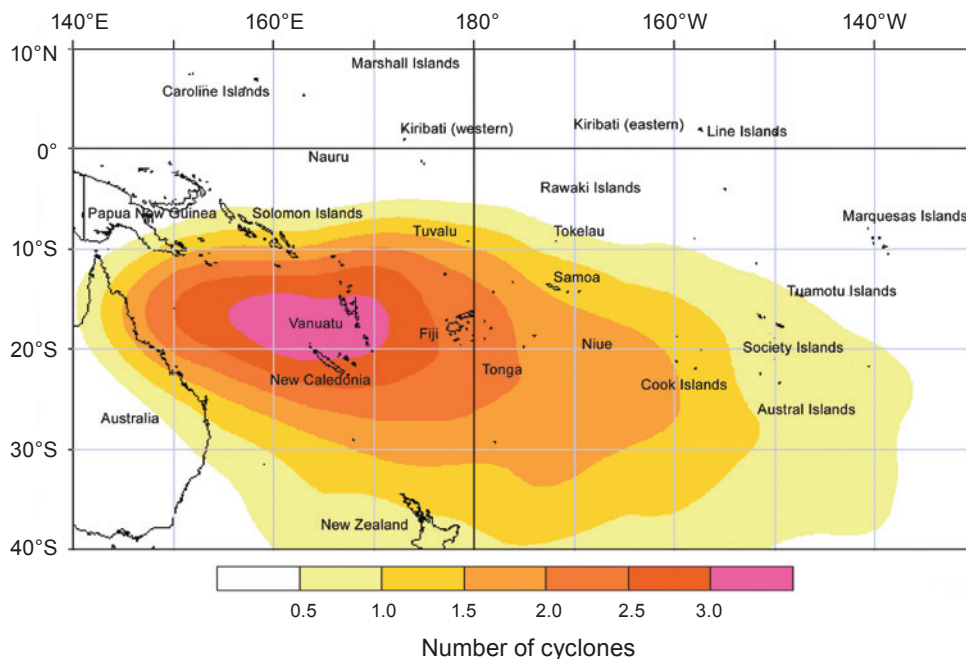 140°E 160°E 180° 160°W 140°W
10°N
Marshall Islands
Caroline Islands
Kiribati (western) Kiribati (eastern) Line Islands
0°
Nauru
Rawaki Islands
Papua New Guinea Solomon Islands Marquesas Islands
Tuvalu Tokelau
10°S
Samoa
Tuamotu Islands
Vanuatu
Fiji Niue
20°S Society Islands
Tonga
New Caledonia Cook Islands
Australia Austral Islands
30°S
New Zealand
40°S
0.5 1.0 1.5 2.0 2.5 3.0
Number of cyclones